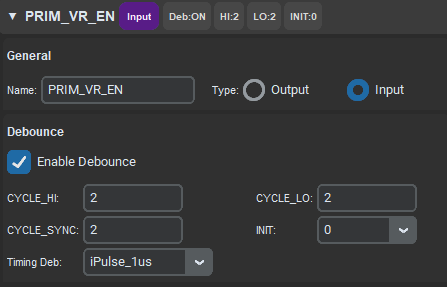 ▼ PRIM_VR_EN Input Deb:ON HI:2 LO:2 INIT:0
General
Name: PRIM_VR_EN Type: Output Input
Debounce
Enable Debounce
CYCLE_HI: 2 CYCLE_LO: 2
CYCLE_SYNC: 2 INIT: 0
Timing Deb: iPulse_1us